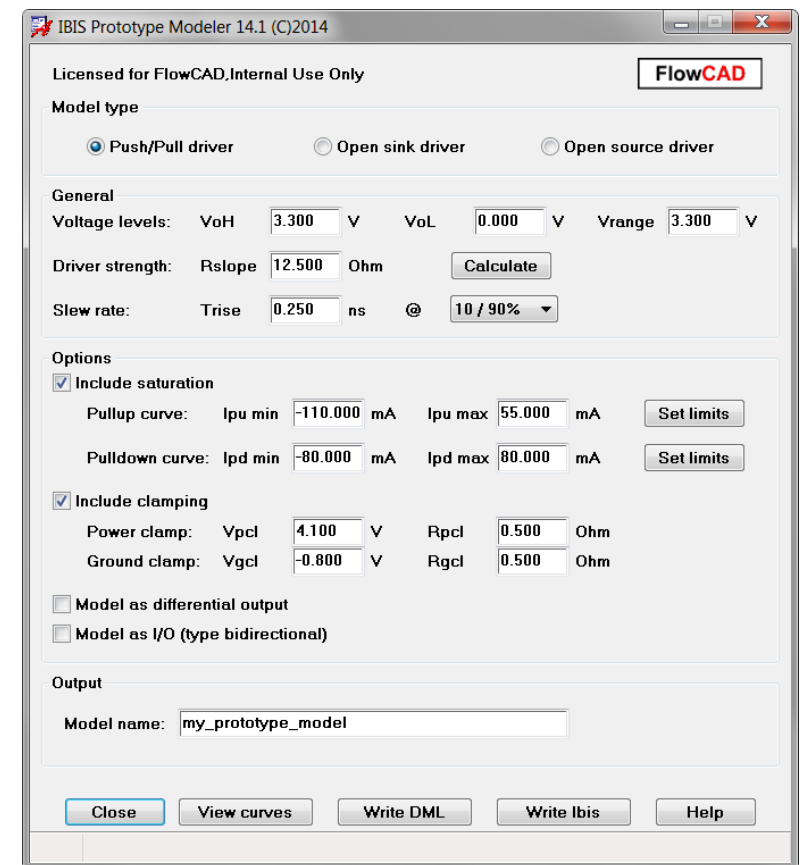 IBIS Prototype Modeler 14.1 (C)2014
Licensed for FlowCAD,Internal Use Only FlowCAD
Model type
Push/Pull driver Open sink driver Open source driver
General
Voltage levels: VoH 3.300 V VoL 0.000 V Vrange 3.300 V
Driver strength: Rslope 12.500 Ohm Calculate
Slew rate: Trise 0.250 ns @ 10 / 90%
Options
Include saturation
Pullup curve: Ipu min -110.000 mA Ipu max 55.000 mA Set limits
Pulldown curve: Ipd min -80.000 mA Ipd max 80.000 mA Set limits
Include clamping
Power clamp: Vpcl 4.100 V Rpcl 0.500 Ohm
Ground clamp: Vgcl -0.800 V Rgcl 0.500 Ohm
Model as differential output
Model as I/O (type bidirectional)
Output
Model name: my_prototype_model
Close View curves Write DML Write Ibis Help